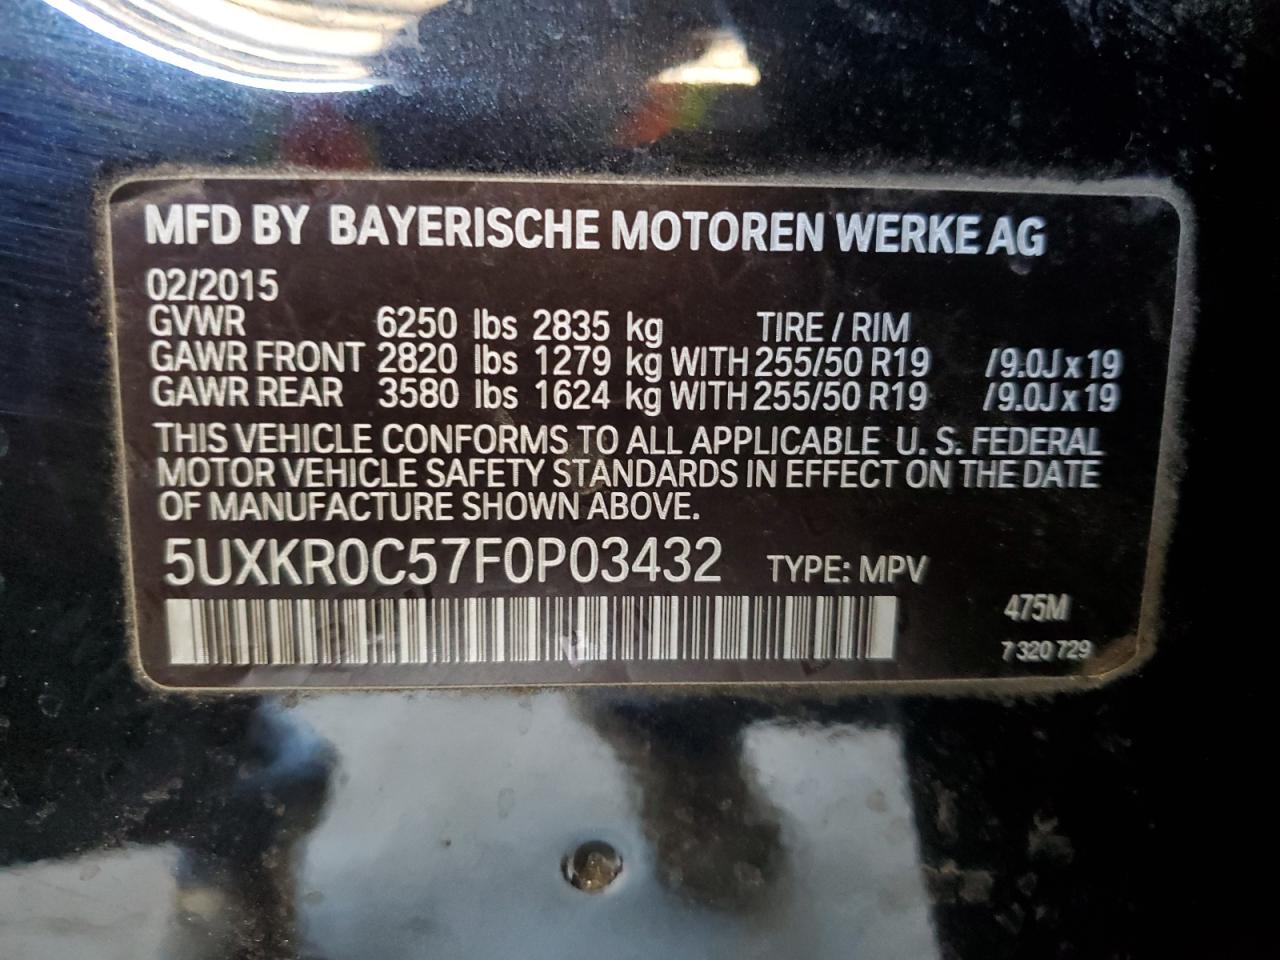 MFD BY BAYERISCHE MOTOREN WERKE AG
02/2015
GVWR 6250 lbs 2835 kg TIRE / RIM
GAWR FRONT 2820 lbs 1279 kg WITH 255/50 R19 /9.0J x 19
GAWR REAR 3580 lbs 1624 kg WITH 255/50 R19 /9.0J x 19
THIS VEHICLE CONFORMS TO ALL APPLICABLE U. S. FEDERAL
MOTOR VEHICLE SAFETY STANDARDS IN EFFECT ON THE DATE
OF MANUFACTURE SHOWN ABOVE.
5UXKR0C57F0P03432 TYPE: MPV
475M
7 320 729